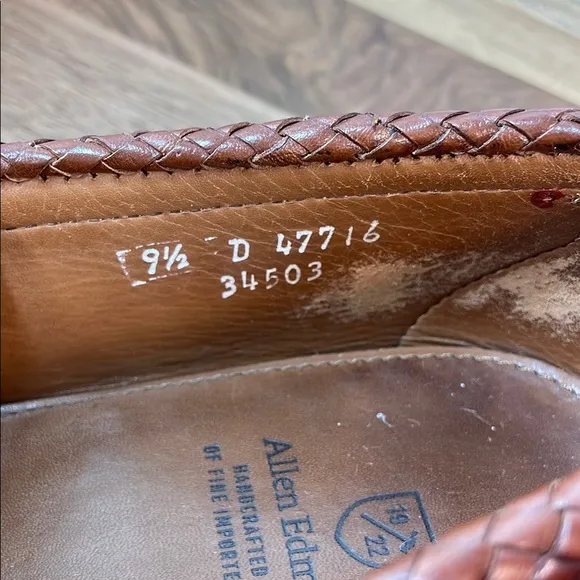 9½ D 47716
34503
Allen Edm
HANDCRAFTED
OF FINE IMPORTE
19
22